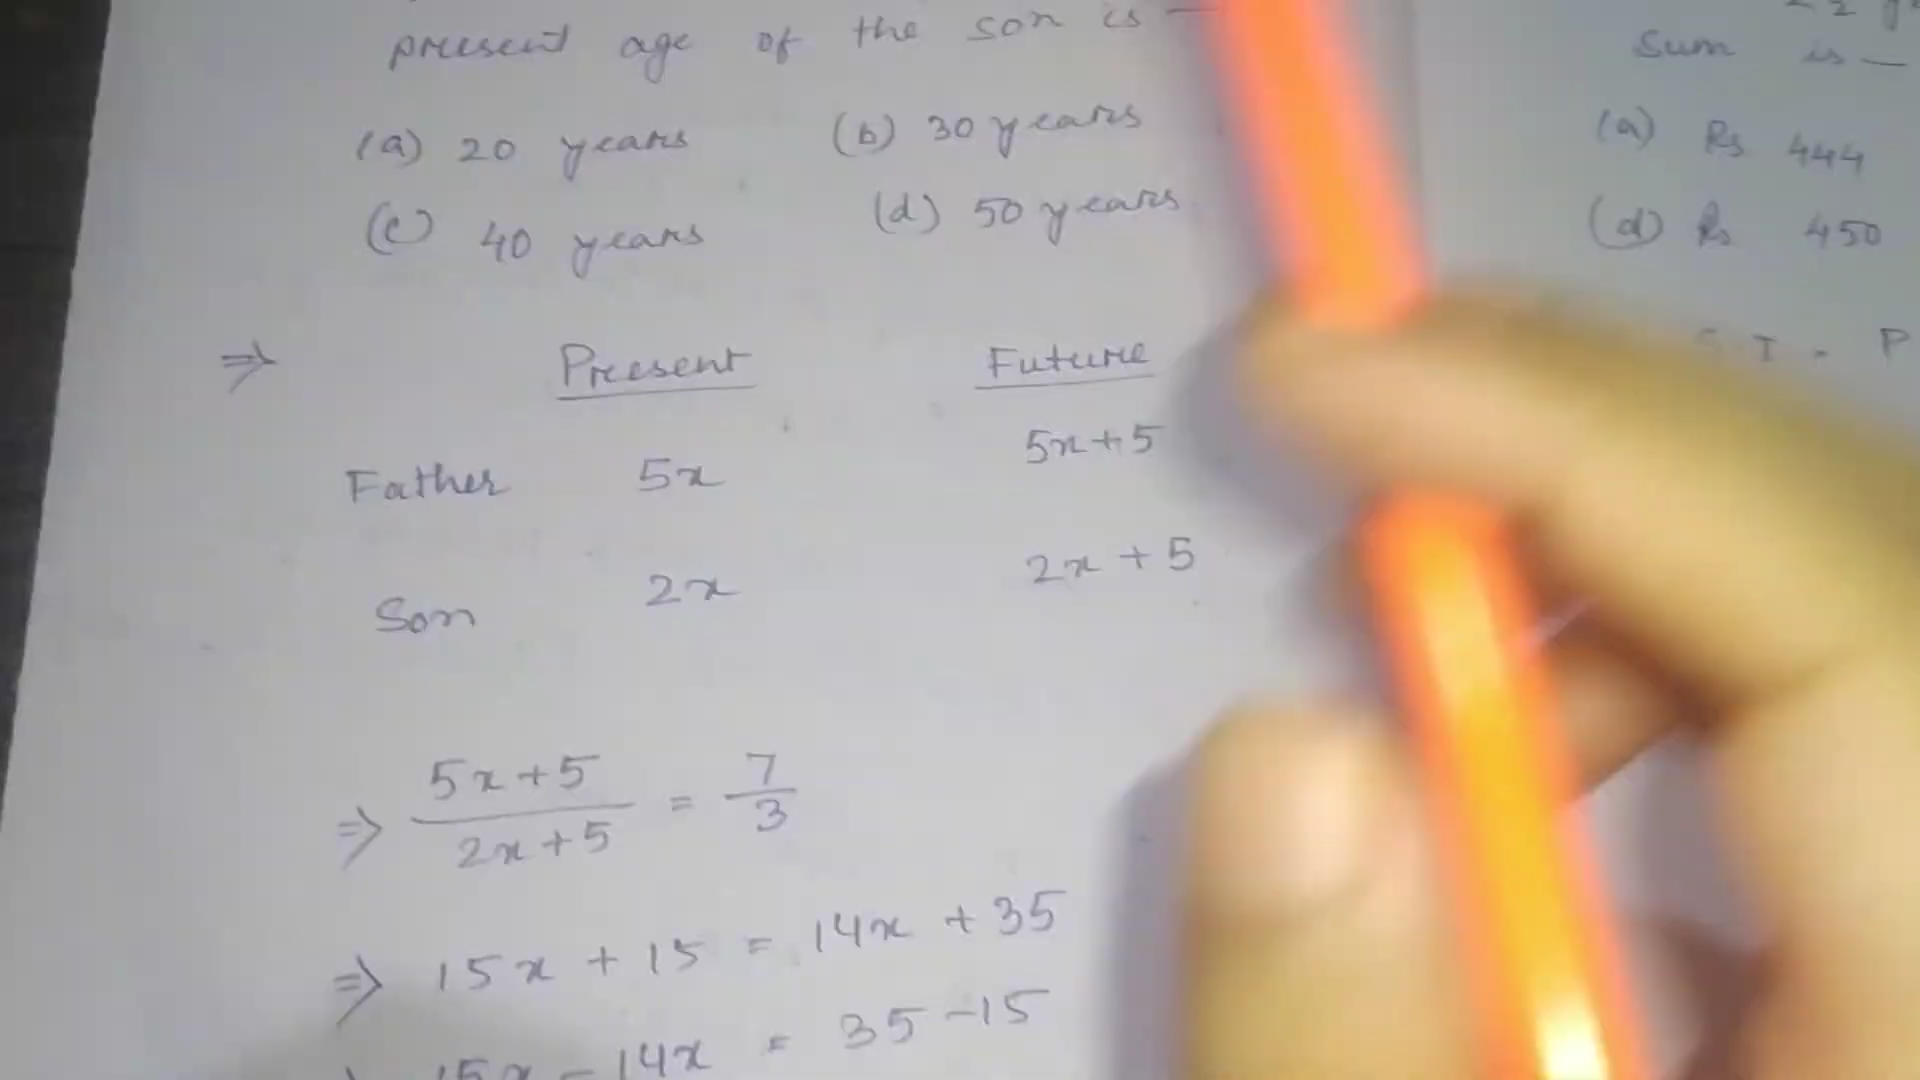 present age of the son is —
(a) 20 years (b) 30 years
(c) 40 years (d) 50 years
⇒ Present Future
Father 5x 5x+5
Son 2x 2x+5
⇒ (5x+5)/(2x+5) = 7/3
⇒ 15x + 15 = 14x + 35
15x - 14x = 35-15
Sum is —
(a) Rs 444
(d) Rs 450